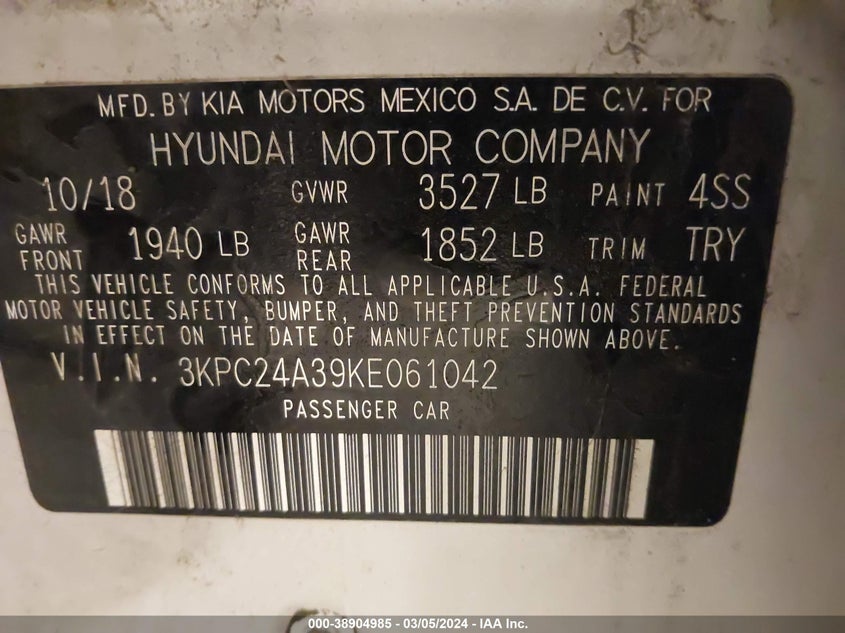 MFD. BY KIA MOTORS MEXICO S.A. DE C.V. FOR
HYUNDAI MOTOR COMPANY
10/18 GVWR 3527 LB PAINT 4SS
GAWR FRONT 1940 LB GAWR REAR 1852 LB TRIM TRY
THIS VEHICLE CONFORMS TO ALL APPLICABLE U.S.A. FEDERAL
MOTOR VEHICLE SAFETY, BUMPER, AND THEFT PREVENTION STANDARDS
IN EFFECT ON THE DATE OF MANUFACTURE SHOWN ABOVE.
V.I.N. 3KPC24A39KE061042
PASSENGER CAR
000-38904985 - 03/05/2024 - IAA Inc.